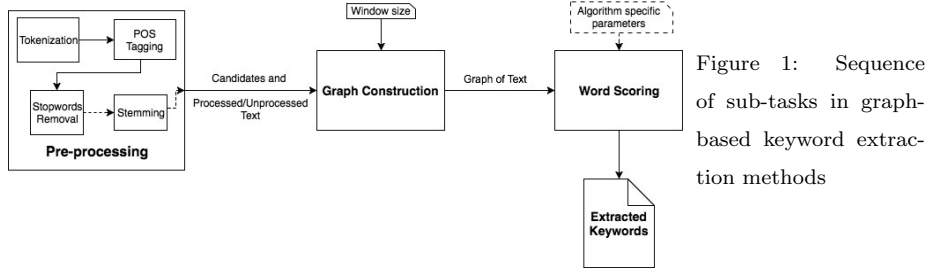 Tokenization
POS
Tagging
Stopwords
Removal
Stemming
Pre-processing
Candidates and
Processed/Unprocessed
Text
Window size
Graph Construction
Graph of Text
Algorithm specific
parameters
Word Scoring
Extracted
Keywords
Figure 1: Sequence
of sub-tasks in graph-
based keyword extrac-
tion methods